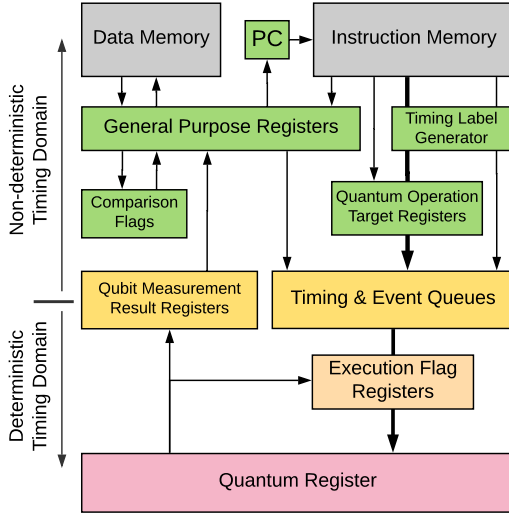 Data Memory
PC
Instruction Memory
General Purpose Registers
Timing Label
Generator
Comparison
Flags
Quantum Operation
Target Registers
Non-deterministic
Timing Domain
Qubit Measurement
Result Registers
Timing & Event Queues
Deterministic
Timing Domain
Execution Flag
Registers
Quantum Register